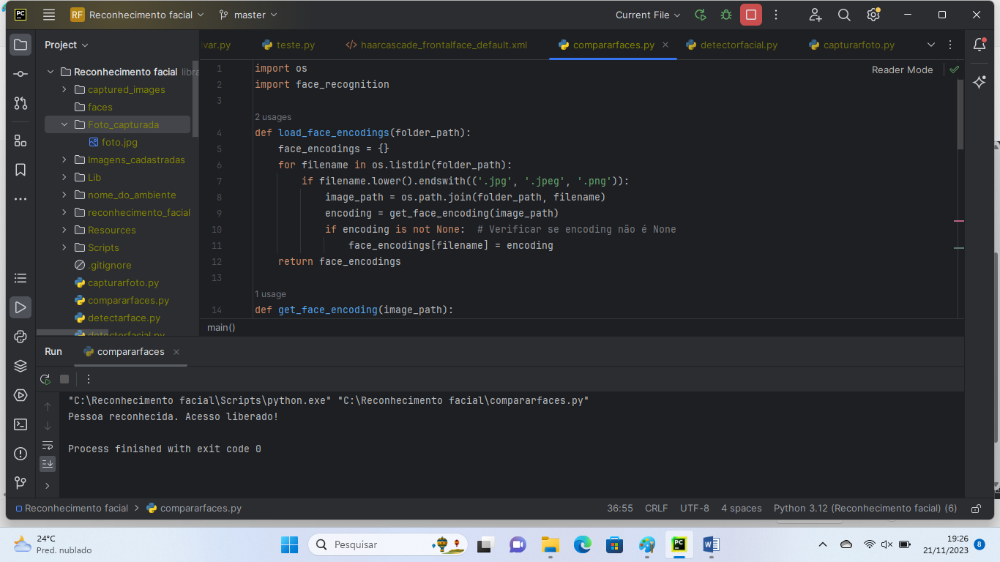 PC
RF Reconhecimento facial
master
Current File
Project
var.py
teste.py
</> haarcascade_frontalface_default.xml
compararfaces.py
detectorfacial.py
capturarfoto.py
Reconhecimento facial libra
captured_images
faces
Foto_capturada
foto.jpg
Imagens_cadastradas
Lib
nome_do_ambiente
reconhecimento_facial
Resources
Scripts
.gitignore
capturarfoto.py
compararfaces.py
detectarface.py
detectorfacial.py
Reader Mode
1 import os
2 import face_recognition
3
2 usages
4 def load_face_encodings(folder_path):
5 face_encodings = {}
6 for filename in os.listdir(folder_path):
7 if filename.lower().endswith(('.jpg', '.jpeg', '.png')):
8 image_path = os.path.join(folder_path, filename)
9 encoding = get_face_encoding(image_path)
10 if encoding is not None:  # Verificar se encoding não é None
11 face_encodings[filename] = encoding
12 return face_encodings
13
1 usage
14 def get_face_encoding(image_path):
main()
Run
compararfaces
"C:\Reconhecimento facial\Scripts\python.exe" "C:\Reconhecimento facial\compararfaces.py"
Pessoa reconhecida. Acesso liberado!
Process finished with exit code 0
Reconhecimento facial > compararfaces.py
36:55 CRLF UTF-8 4 spaces Python 3.12 (Reconhecimento facial) (6)
24°C
Pred. nublado
Pesquisar
PC
W
19:26
21/11/2023
8